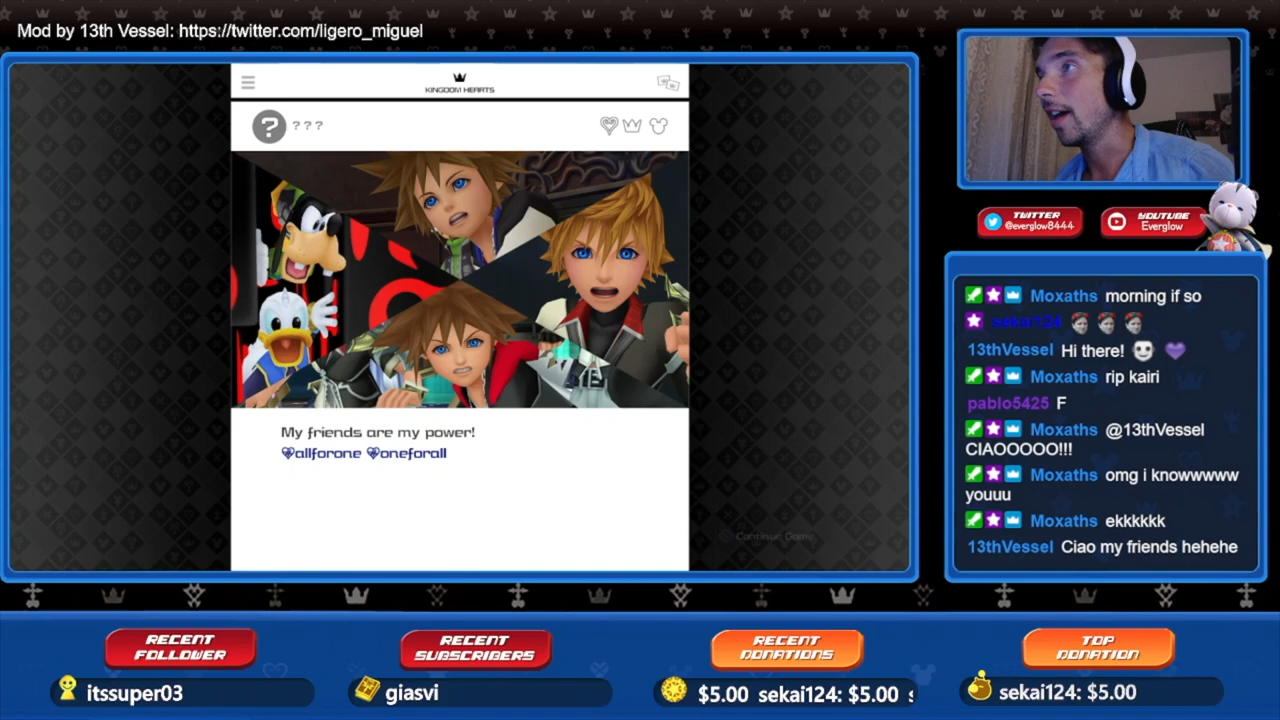 Mod by 13th Vessel: https://twitter.com/ligero_miguel
KINGDOM HEARTS
? ? ?
My friends are my power!
allforone oneforall
Continue Game
TWITTER
@everglow8444
YOUTUBE
Everglow
Moxaths morning if so
sekai124
13thVessel Hi there!
Moxaths rip kairi
pablo5425 F
Moxaths @13thVessel
CIAOOOOO!!!
Moxaths omg i knowwwww
youuu
Moxaths ekkkkkk
13thVessel Ciao my friends hehehe
RECENT
FOLLOWER
itssuper03
RECENT
SUBSCRIBERS
giasvi
RECENT
DONATIONS
$5.00 sekai124: $5.00 s
TOP
DONATION
sekai124: $5.00